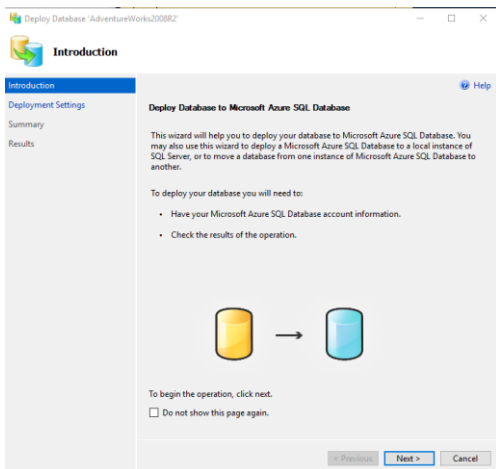 Deploy Database 'AdventureWorks2008R2'
Introduction
Introduction
Deployment Settings
Summary
Results
Help
Deploy Database to Microsoft Azure SQL Database
This wizard will help you to deploy your database to Microsoft Azure SQL Database. You
may also use this wizard to deploy a Microsoft Azure SQL Database to a local instance of
SQL Server, or to move a database from one instance of Microsoft Azure SQL Database to
another.
To deploy your database you will need to:
• Have your Microsoft Azure SQL Database account information.
• Check the results of the operation.
To begin the operation, click next.
Do not show this page again.
< Previous
Next >
Cancel